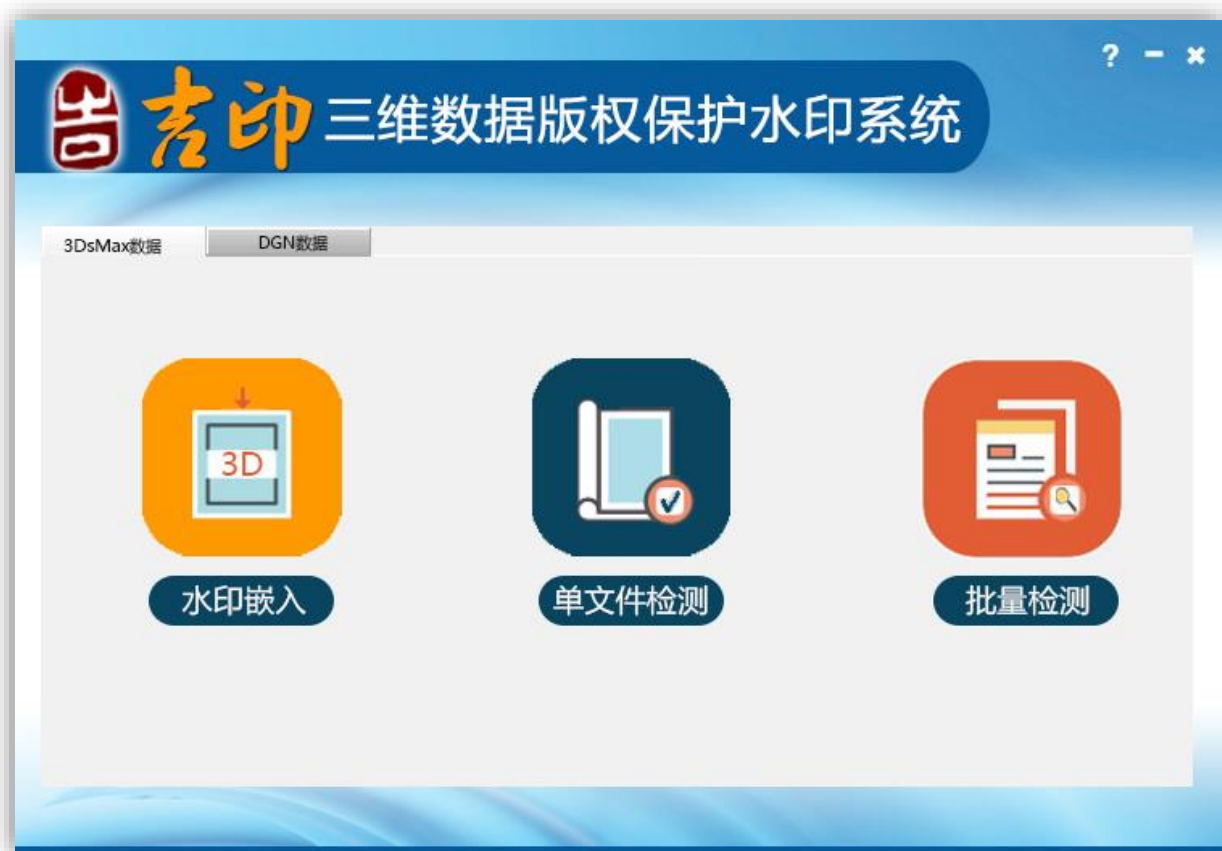 ? − ×
吉 吉印 三维数据版权保护水印系统
3DsMax数据 DGN数据
3D
水印嵌入 单文件检测 批量检测